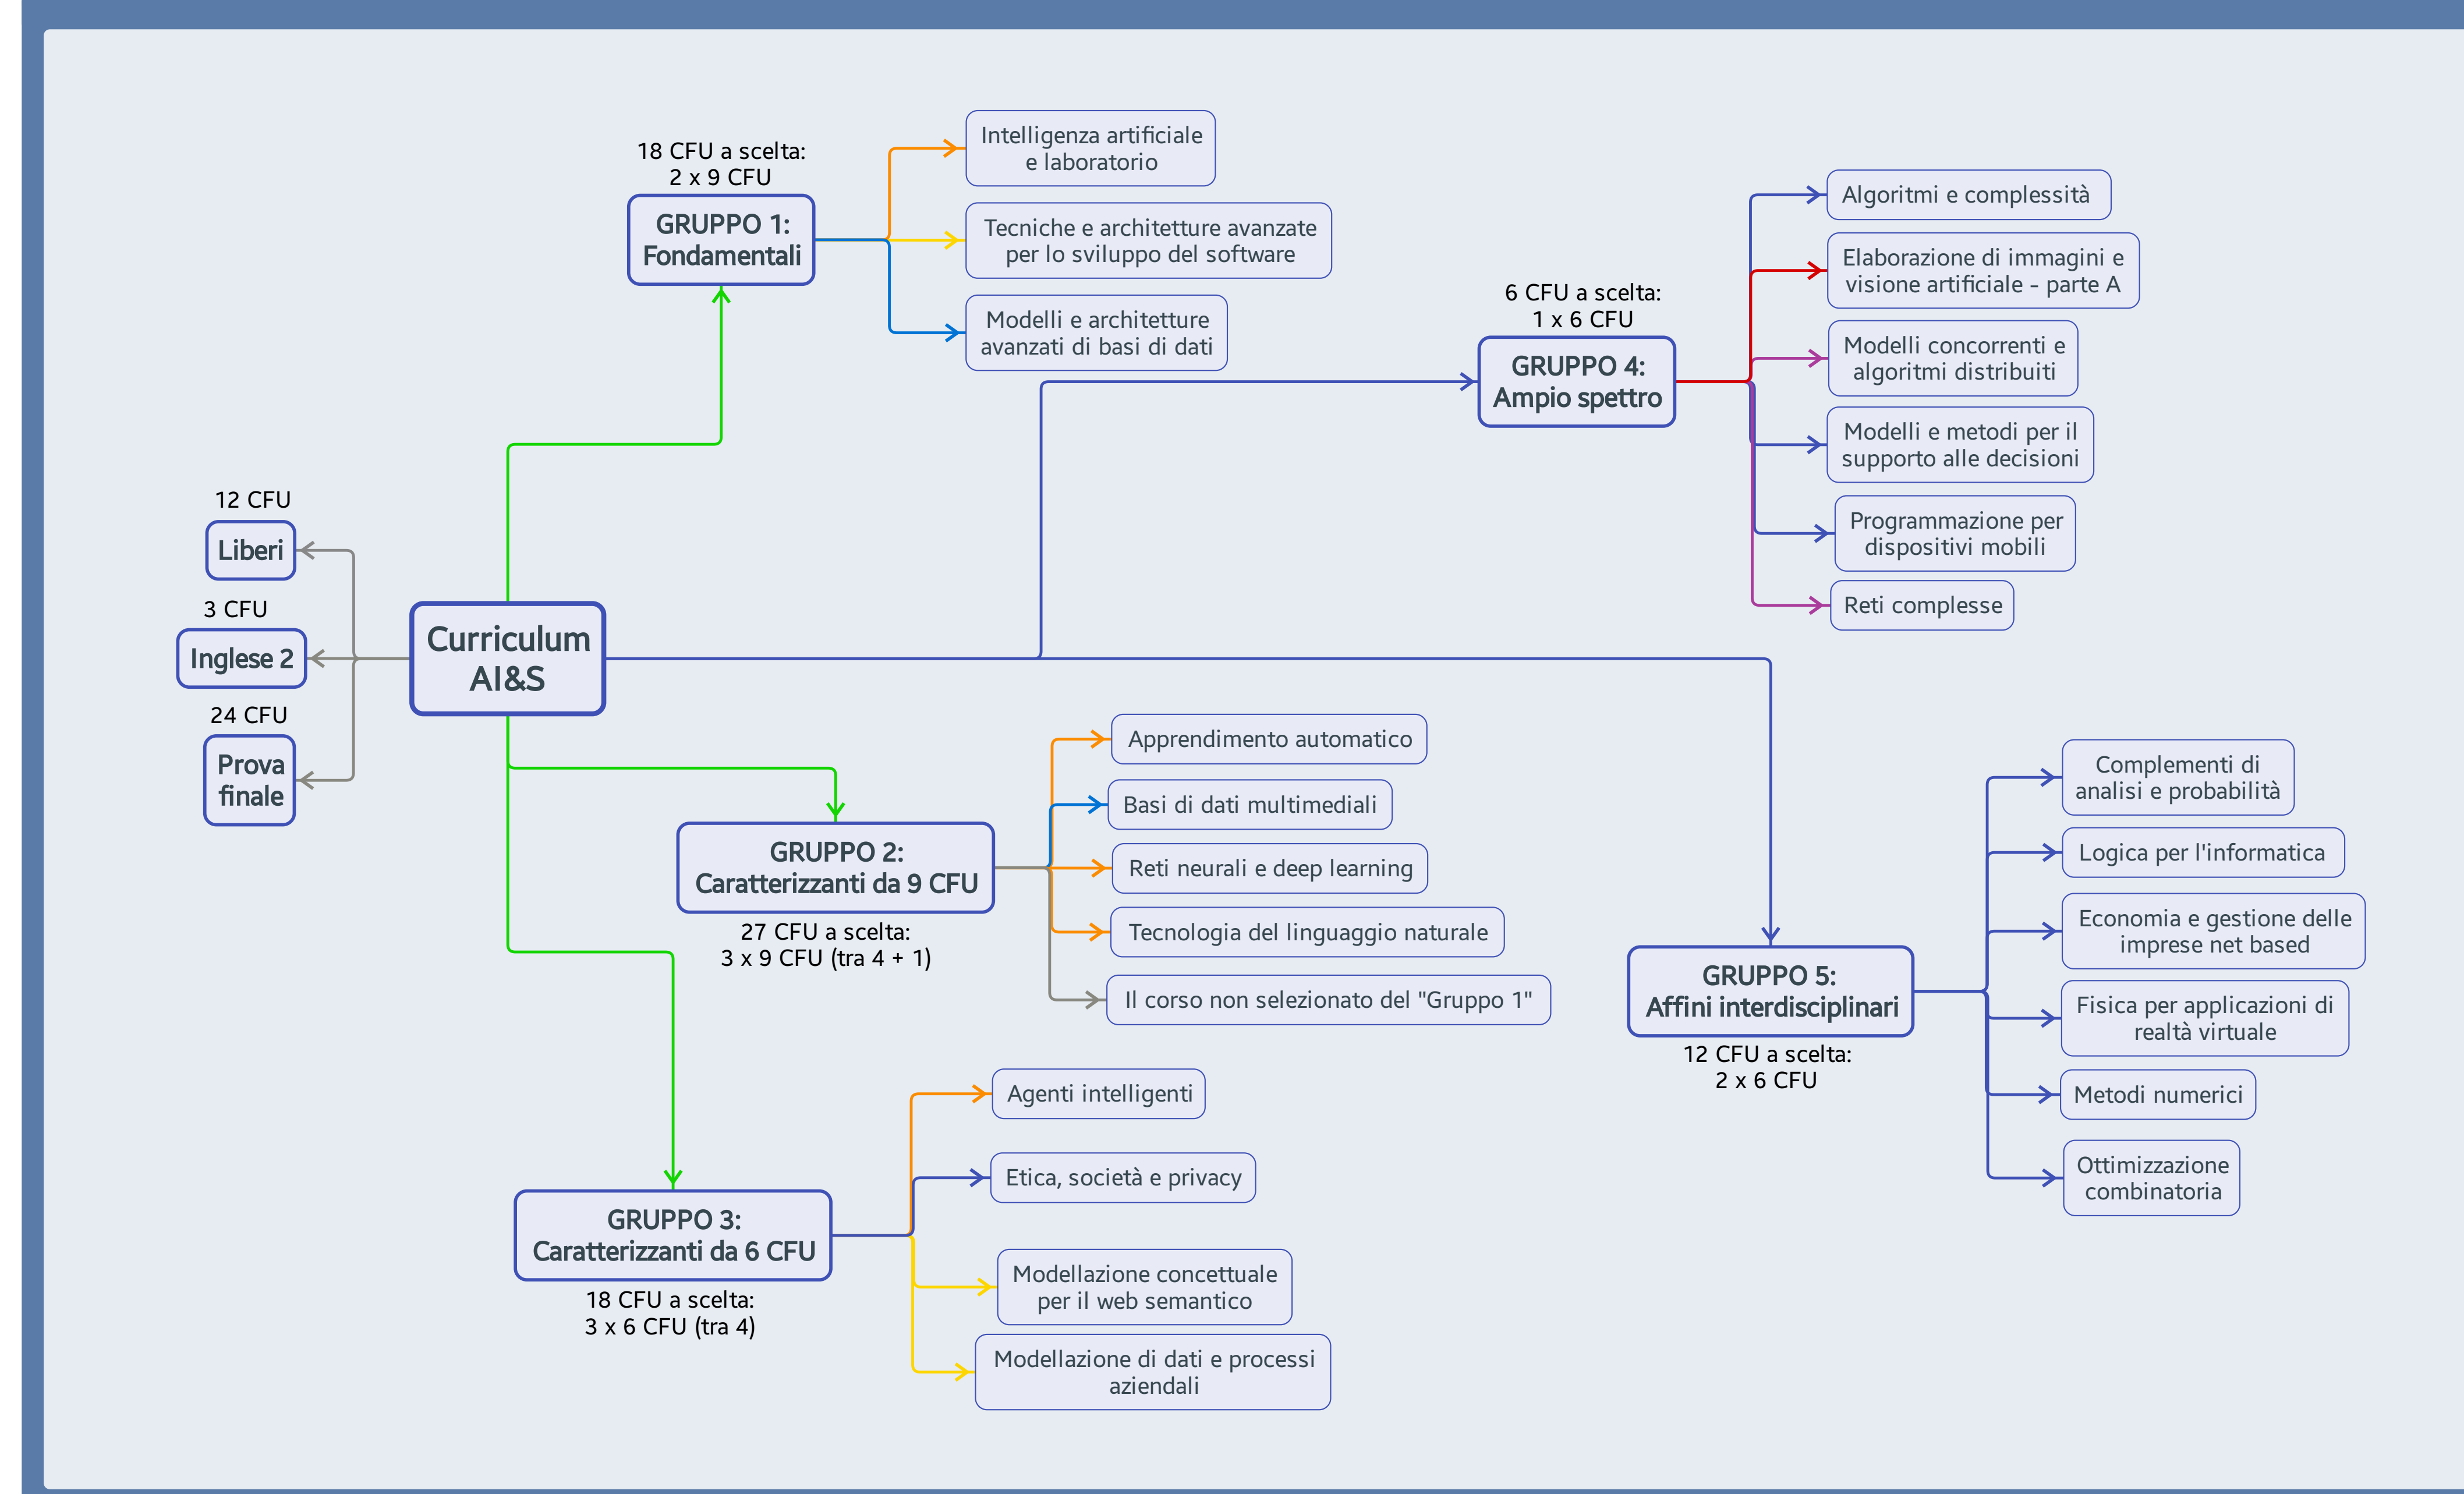 18 CFU a scelta:
2 x 9 CFU
GRUPPO 1:
Fondamentali
Intelligenza artificiale
e laboratorio
Tecniche e architetture avanzate
per lo sviluppo del software
Modelli e architetture
avanzati di basi di dati
6 CFU a scelta:
1 x 6 CFU
GRUPPO 4:
Ampio spettro
Algoritmi e complessità
Elaborazione di immagini e
visione artificiale - parte A
Modelli concorrenti e
algoritmi distribuiti
Modelli e metodi per il
supporto alle decisioni
Programmazione per
dispositivi mobili
Reti complesse
12 CFU
Liberi
3 CFU
Inglese 2
24 CFU
Prova
finale
Curriculum
AI&S
GRUPPO 2:
Caratterizzanti da 9 CFU
27 CFU a scelta:
3 x 9 CFU (tra 4 + 1)
Apprendimento automatico
Basi di dati multimediali
Reti neurali e deep learning
Tecnologia del linguaggio naturale
Il corso non selezionato del "Gruppo 1"
GRUPPO 5:
Affini interdisciplinari
12 CFU a scelta:
2 x 6 CFU
Complementi di
analisi e probabilità
Logica per l'informatica
Economia e gestione delle
imprese net based
Fisica per applicazioni di
realtà virtuale
Metodi numerici
Ottimizzazione
combinatoria
GRUPPO 3:
Caratterizzanti da 6 CFU
18 CFU a scelta:
3 x 6 CFU (tra 4)
Agenti intelligenti
Etica, società e privacy
Modellazione concettuale
per il web semantico
Modellazione di dati e processi
aziendali